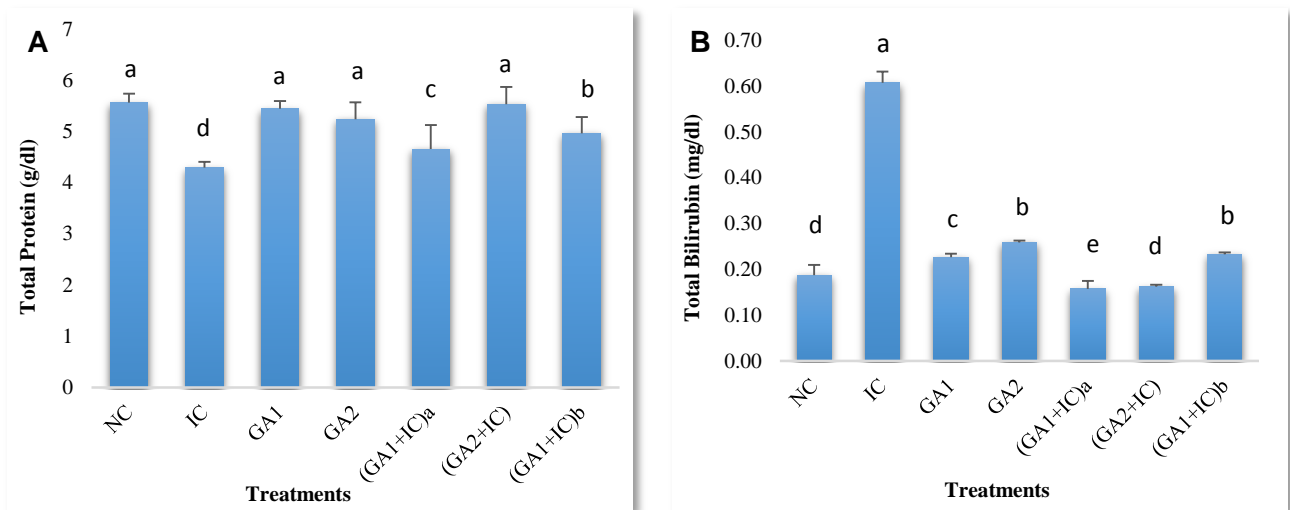 A
Total Protein (g/dl)
7
6
5
4
3
2
1
0
a
d
a
a
c
a
b
NC
IC
GA1
GA2
(GA1+IC)a
(GA2+IC)
(GA1+IC)b
Treatments
B
Total Bilirubin (mg/dl)
0.70
0.60
0.50
0.40
0.30
0.20
0.10
0.00
d
a
c
b
e
d
b
NC
IC
GA1
GA2
(GA1+IC)a
(GA2+IC)
(GA1+IC)b
Treatments